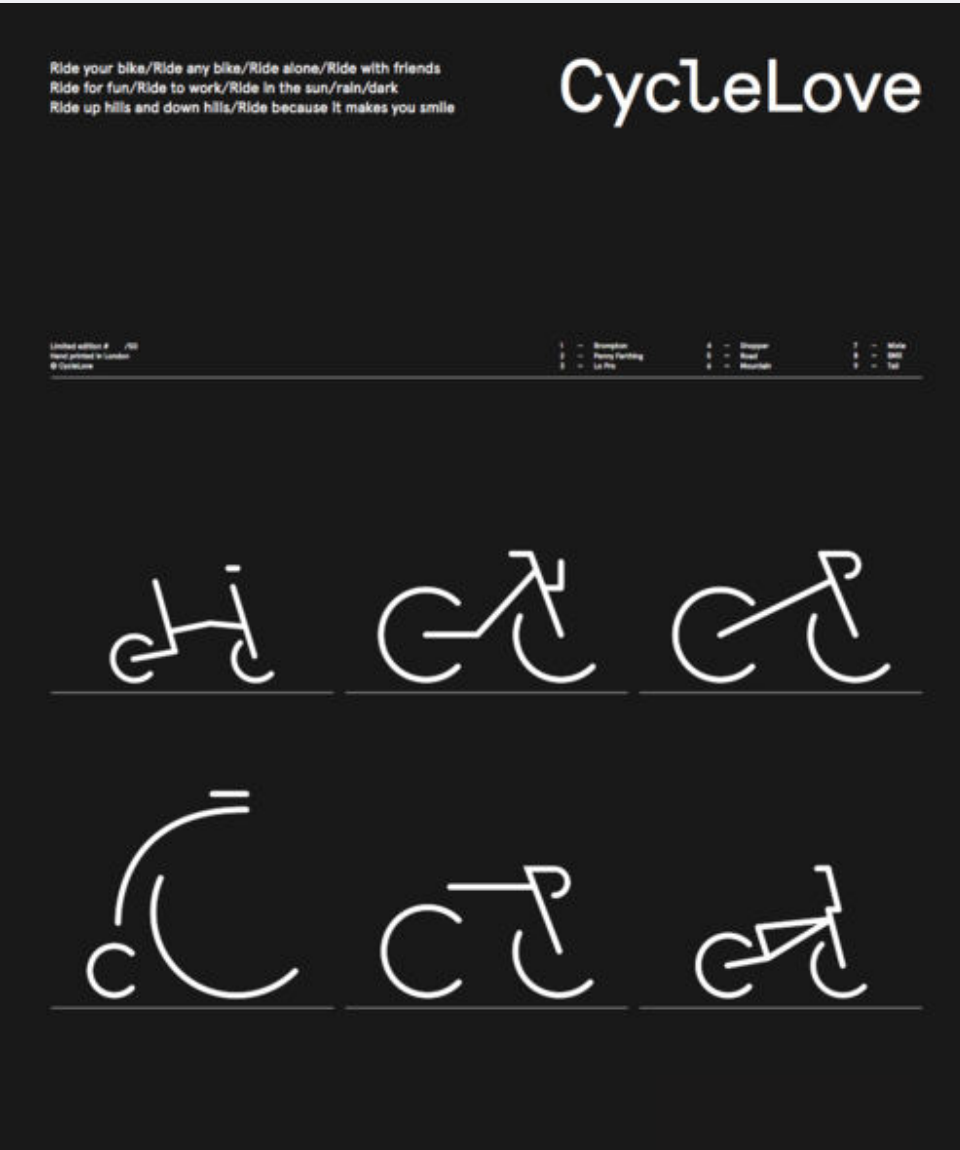 Ride your bike/Ride any bike/Ride alone/Ride with friends
Ride for fun/Ride to work/Ride in the sun/rain/dark
Ride up hills and down hills/Ride because it makes you smile
CycleLove
Limited edition # /50
Hand printed in London
© CycleLove
1 – Brompton
2 – Penny Farthing
3 – Lo Pro
4 – Shopper
5 – Road
6 – Mountain
7 – Mixte
8 – BMX
9 – Tall